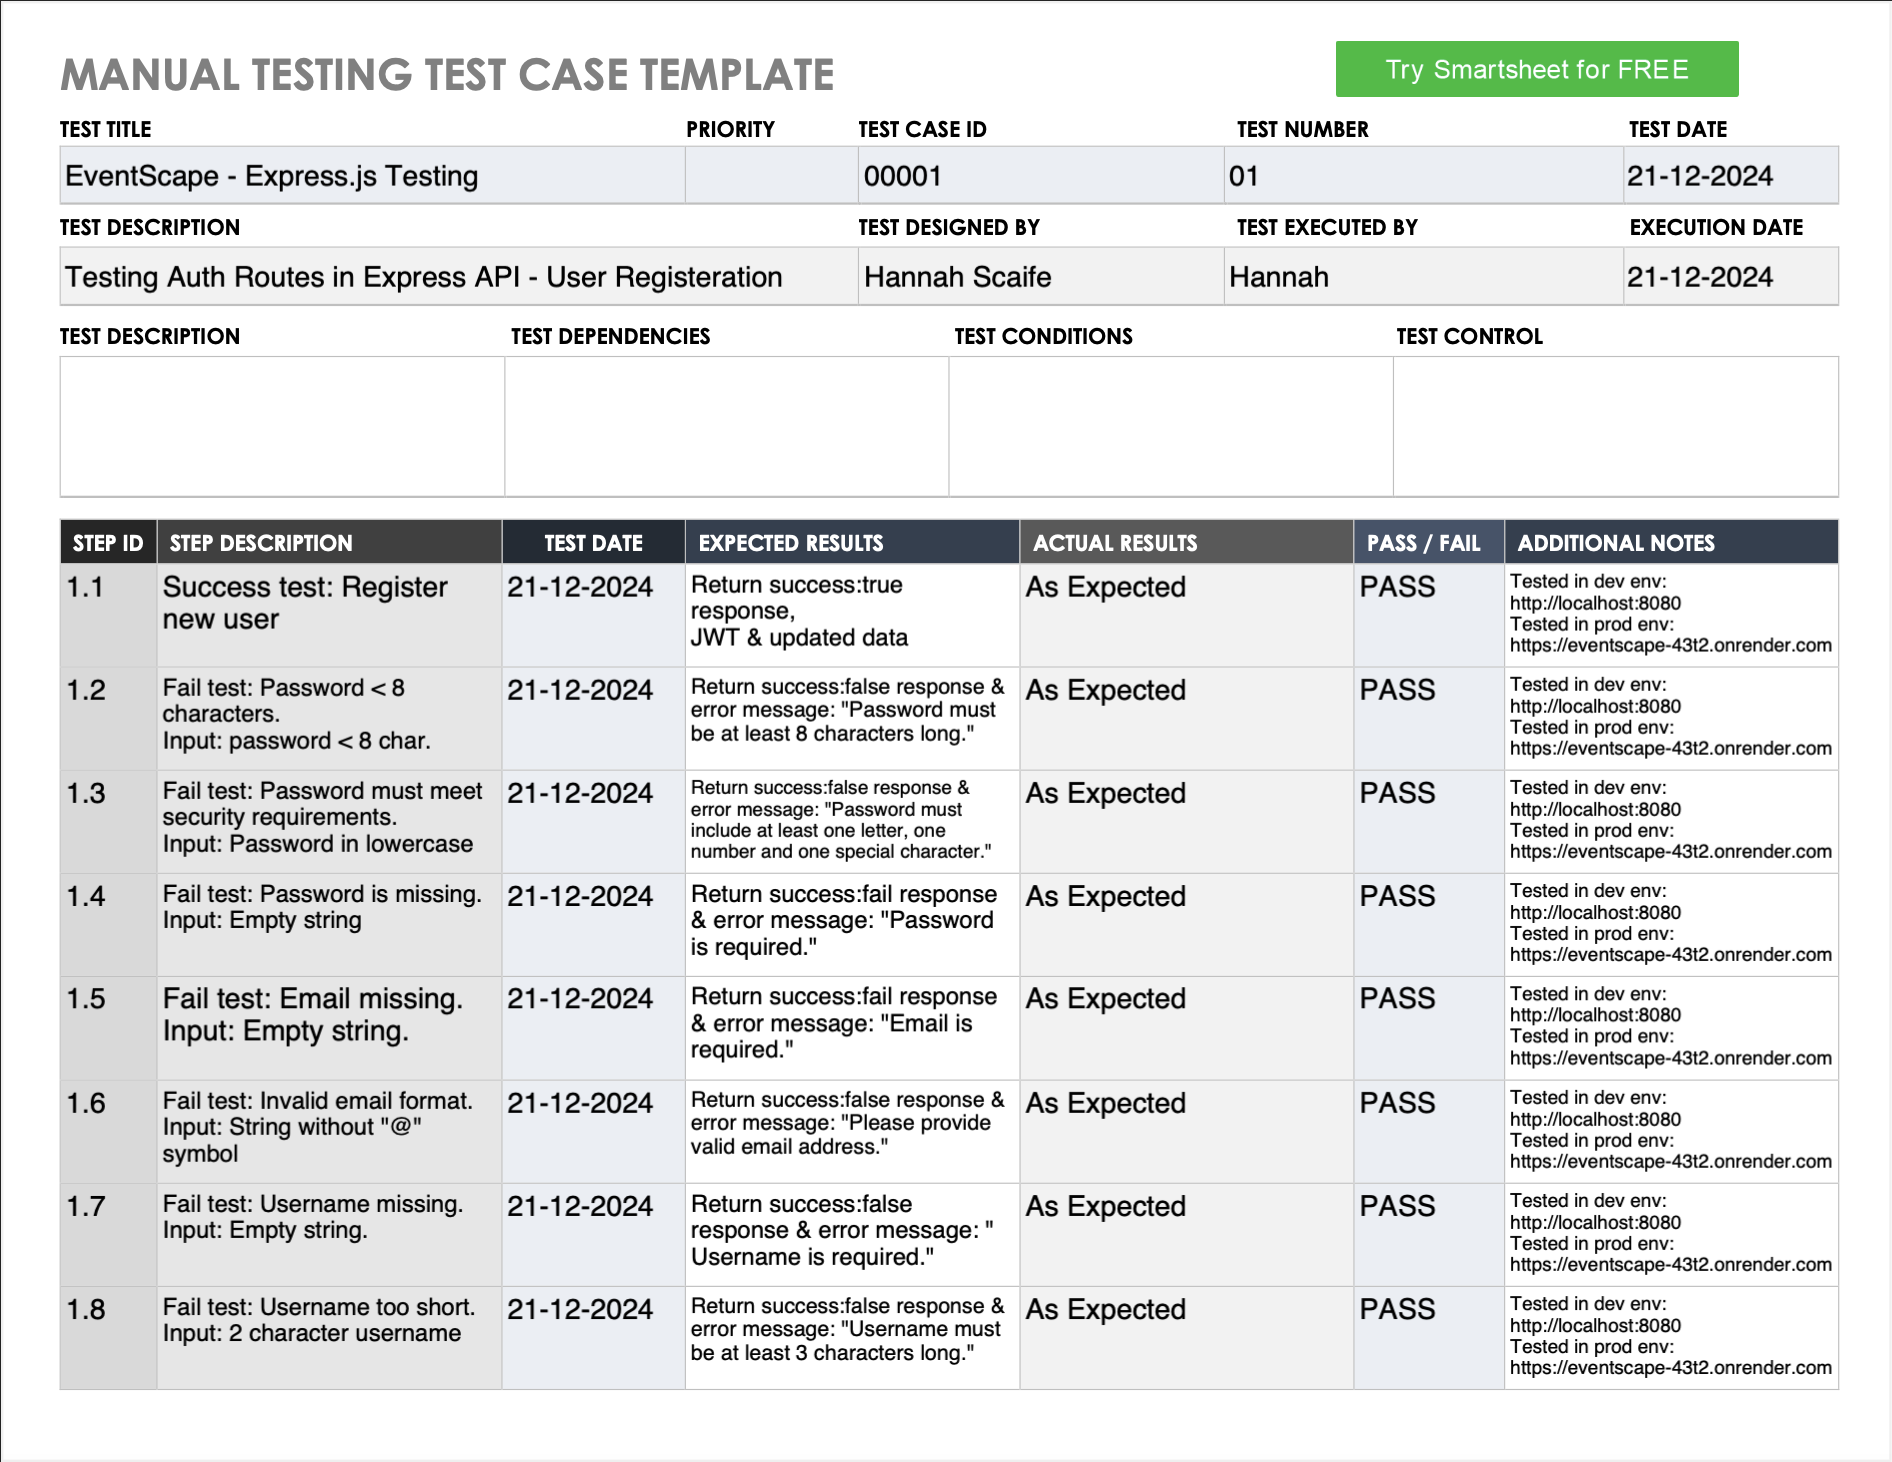 MANUAL TESTING TEST CASE TEMPLATE
Try Smartsheet for FREE
TEST TITLE PRIORITY TEST CASE ID TEST NUMBER TEST DATE
EventScape - Express.js Testing 00001 01 21-12-2024
TEST DESCRIPTION TEST DESIGNED BY TEST EXECUTED BY EXECUTION DATE
Testing Auth Routes in Express API - User Registeration Hannah Scaife Hannah 21-12-2024
TEST DESCRIPTION TEST DEPENDENCIES TEST CONDITIONS TEST CONTROL
STEP ID STEP DESCRIPTION TEST DATE EXPECTED RESULTS ACTUAL RESULTS PASS / FAIL ADDITIONAL NOTES
1.1
Success test: Register
new user
21-12-2024
Return success:true
response,
JWT & updated data
As Expected
PASS
Tested in dev env:
http://localhost:8080
Tested in prod env:
https://eventscape-43t2.onrender.com
1.2
Fail test: Password < 8
characters.
Input: password < 8 char.
21-12-2024
Return success:false response &
error message: "Password must
be at least 8 characters long."
As Expected
PASS
Tested in dev env:
http://localhost:8080
Tested in prod env:
https://eventscape-43t2.onrender.com
1.3
Fail test: Password must meet
security requirements.
Input: Password in lowercase
21-12-2024
Return success:false response &
error message: "Password must
include at least one letter, one
number and one special character."
As Expected
PASS
Tested in dev env:
http://localhost:8080
Tested in prod env:
https://eventscape-43t2.onrender.com
1.4
Fail test: Password is missing.
Input: Empty string
21-12-2024
Return success:fail response
& error message: "Password
is required."
As Expected
PASS
Tested in dev env:
http://localhost:8080
Tested in prod env:
https://eventscape-43t2.onrender.com
1.5
Fail test: Email missing.
Input: Empty string.
21-12-2024
Return success:fail response
& error message: "Email is
required."
As Expected
PASS
Tested in dev env:
http://localhost:8080
Tested in prod env:
https://eventscape-43t2.onrender.com
1.6
Fail test: Invalid email format.
Input: String without "@"
symbol
21-12-2024
Return success:false response &
error message: "Please provide
valid email address."
As Expected
PASS
Tested in dev env:
http://localhost:8080
Tested in prod env:
https://eventscape-43t2.onrender.com
1.7
Fail test: Username missing.
Input: Empty string.
21-12-2024
Return success:false
response & error message: "
Username is required."
As Expected
PASS
Tested in dev env:
http://localhost:8080
Tested in prod env:
https://eventscape-43t2.onrender.com
1.8
Fail test: Username too short.
Input: 2 character username
21-12-2024
Return success:false response &
error message: "Username must
be at least 3 characters long."
As Expected
PASS
Tested in dev env:
http://localhost:8080
Tested in prod env:
https://eventscape-43t2.onrender.com